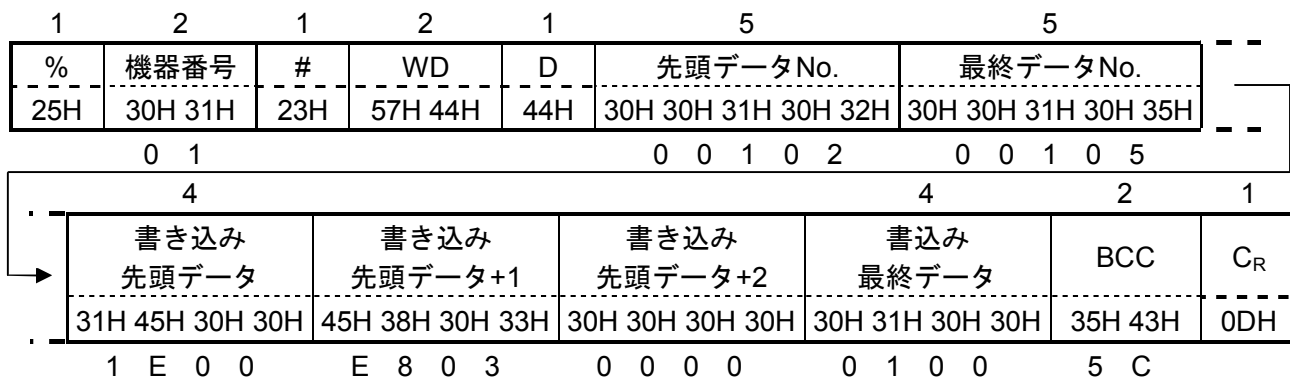 1 2 1 2 1 5 5
% 機器番号 # WD D 先頭データNo. 最終データNo.
25H 30H 31H 23H 57H 44H 44H 30H 30H 31H 30H 32H 30H 30H 31H 30H 35H
0 1 0 0 1 0 2 0 0 1 0 5
4 4 2 1
書き込み 書き込み 書き込み 書込み BCC CR
先頭データ 先頭データ+1 先頭データ+2 最終データ
31H 45H 30H 30H 45H 38H 30H 33H 30H 30H 30H 30H 30H 31H 30H 30H 35H 43H 0DH
1 E 0 0 E 8 0 3 0 0 0 0 0 1 0 0 5 C